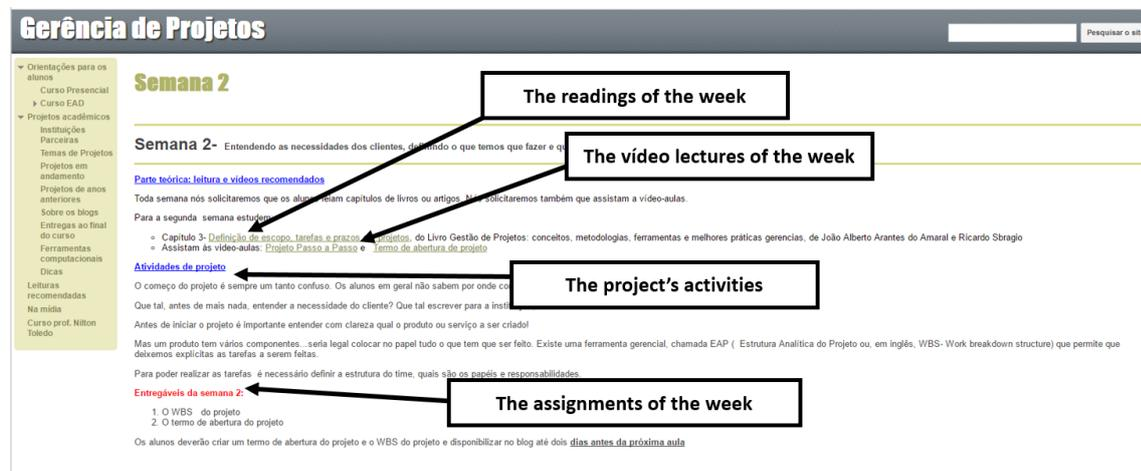 Gerência de Projetos
Pesquisar o sit
Orientações para os
alunos
Curso Presencial
Curso EAD
Projetos acadêmicos
Instituições
Parceiras
Temas de Projetos
Projetos em
andamento
Projetos de anos
anteriores
Sobre os blogs
Entregas ao final
do curso
Ferramentas
computacionais
Dicas
Leituras
recomendadas
Na mídia
Curso prof. Nilton
Toledo
Semana 2
The readings of the week
Semana 2- Entendendo as necessidades dos clientes, definindo o que temos que fazer e
The vídeo lectures of the week
Parte teórica: leitura e vídeos recomendados
Toda semana nós solicitaremos que os alunos leiam capítulos de livros ou artigos. Nós solicitaremos também que assistam a vídeo-aulas.
Para a segunda semana estudem
Capítulo 3- Definição de escopo, tarefas e prazos projetos, do Livro Gestão de Projetos: conceitos, metodologias, ferramentas e melhores práticas gerencias, de João Alberto Arantes do Amaral e Ricardo Sbragio
Assistam às vídeo-aulas: Projeto Passo a Passo e Termo de abertura de projeto
Atividades de projeto
The project's activities
O começo do projeto é sempre um tanto confuso. Os alunos em geral não sabem por onde
Que tal, antes de mais nada, entender a necessidade do cliente? Que tal escrever para a
Antes de iniciar o projeto é importante entender com clareza qual o produto ou serviço a ser criado!
Mas um produto tem vários componentes...seria legal colocar no papel tudo o que tem que ser feito. Existe uma ferramenta gerencial, chamada EAP ( Estrutura Analítica do Projeto ou, em inglês, WBS- Work breakdown structure) que permite que
deixemos explícitas as tarefas a serem feitas.
Para poder realizar as tarefas é necessário definir a estrutura do time, quais são os papéis e responsabilidades.
Entregáveis da semana 2:
The assignments of the week
1. O WBS do projeto
2. O termo de abertura do projeto
Os alunos deverão criar um termo de abertura do projeto e o WBS do projeto e disponibilizar no blog até dois dias antes da próxima aula